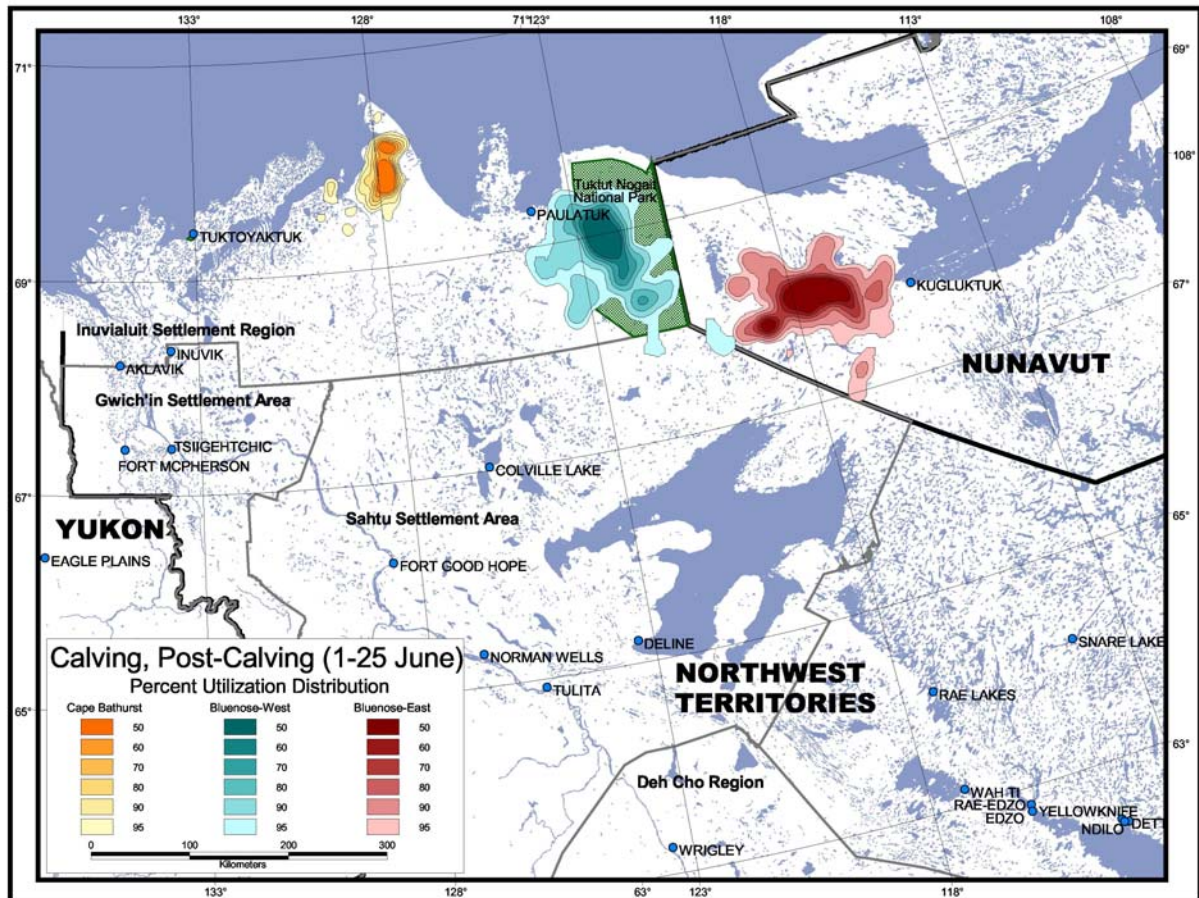 133°
128°
71°123°
118°
113°
108°
71°
69°
Tuktut Nogait
National Park
108°
PAULATUK
TUKTOYAKTUK
69°
KUGLUKTUK
67°
Inuvialuit Settlement Region
INUVIK
AKLAVIK
NUNAVUT
Gwich'in Settlement Area
TSIIGEHTCHIC
FORT MCPHERSON
COLVILLE LAKE
67°
65°
YUKON
Sahtu Settlement Area
EAGLE PLAINS
FORT GOOD HOPE
DELINE
SNARE LAKE
NORMAN WELLS
NORTHWEST
TERRITORIES
TULITA
RAE LAKES
65°
63°
Deh Cho Region
WAH TI
RAE-EDZO
YELLOWKNIFE
EDZO
NDILO
DETT
WRIGLEY
Calving, Post-Calving (1-25 June)
Percent Utilization Distribution
Cape Bathurst
Bluenose-West
Bluenose-East
50 50 50
60 60 60
70 70 70
80 80 80
90 90 90
95 95 95
0 100 200 300
Kilometers
133°
128°
63°
123°
118°